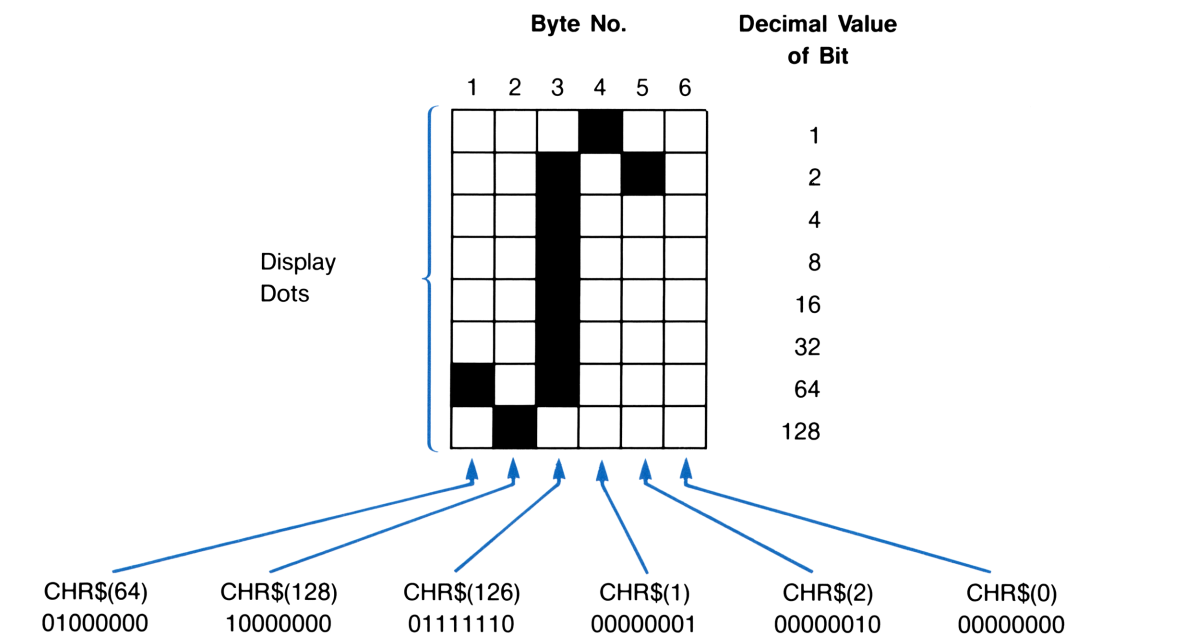 Byte No.
Decimal Value
of Bit
1 2 3 4 5 6
1
2
4
8
16
32
64
128
Display
Dots
CHR$(64) CHR$(128) CHR$(126) CHR$(1) CHR$(2) CHR$(0)
01000000 10000000 01111110 00000001 00000010 00000000